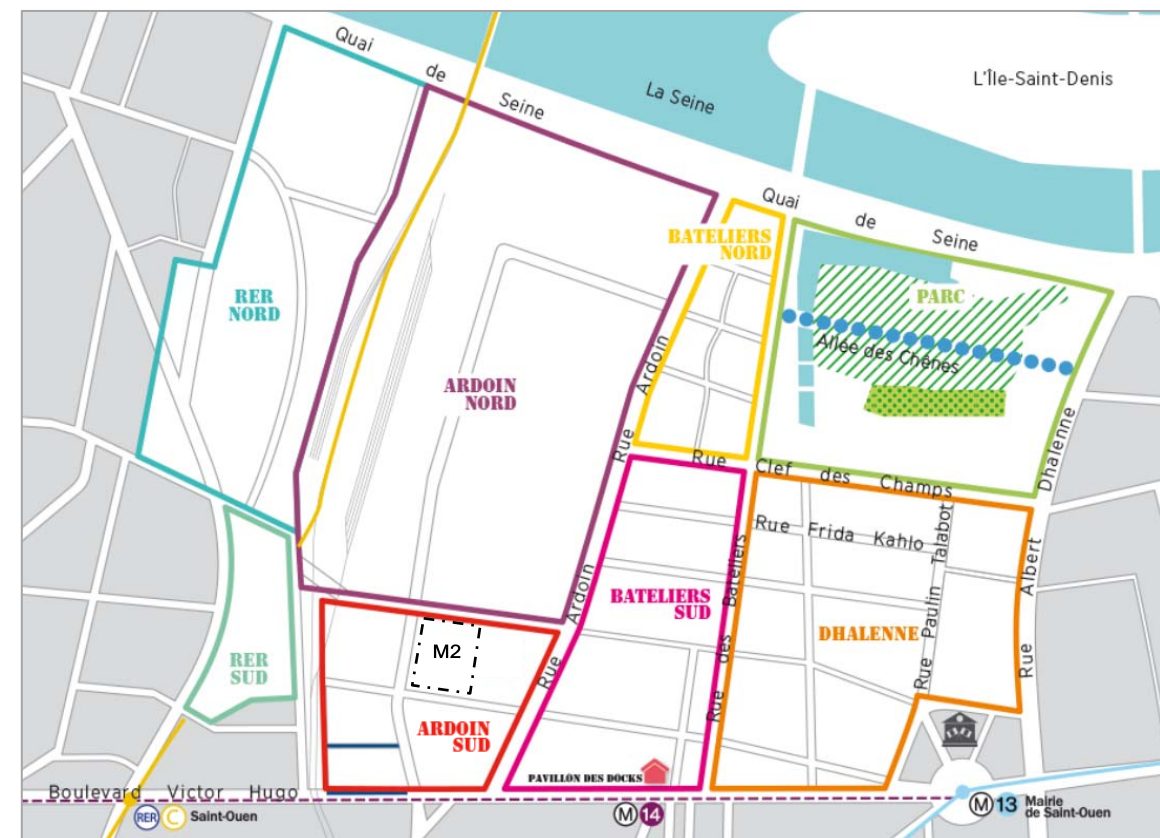 Quai
de
Seine
La Seine
L'Île-Saint-Denis
Quai
de
Seine
BATELIERS
NORD
RER
NORD
PARC
Allée des Chênes
Rue Ardoin
ARDOIN
NORD
Rue Clef des Champs
Rue Albert Dhalenne
Rue Frida Kahlo
Rue Paulin Talabot
Rue des Bateliers
BATELIERS
SUD
Rue Ardoin
DHALENNE
M2
RER
SUD
ARDOIN
SUD
PAVILLON DES DOCKS
Boulevard Victor Hugo
RER C Saint-Ouen
M 14
M 13 Mairie
de Saint-Ouen